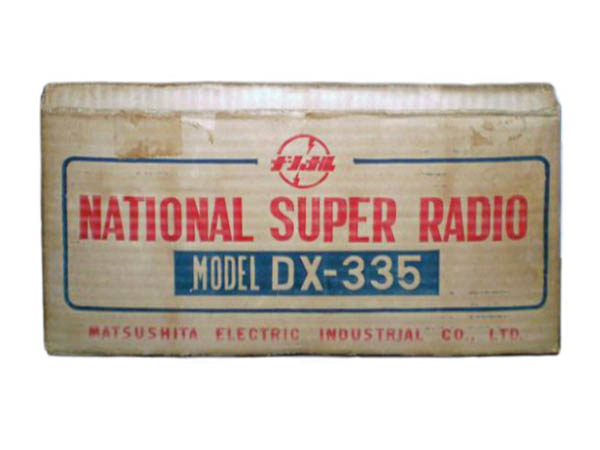 ナショナル
NATIONAL SUPER RADIO
MODEL DX-335
MATSUSHITA ELECTRIC INDUSTRIAL CO., LTD.